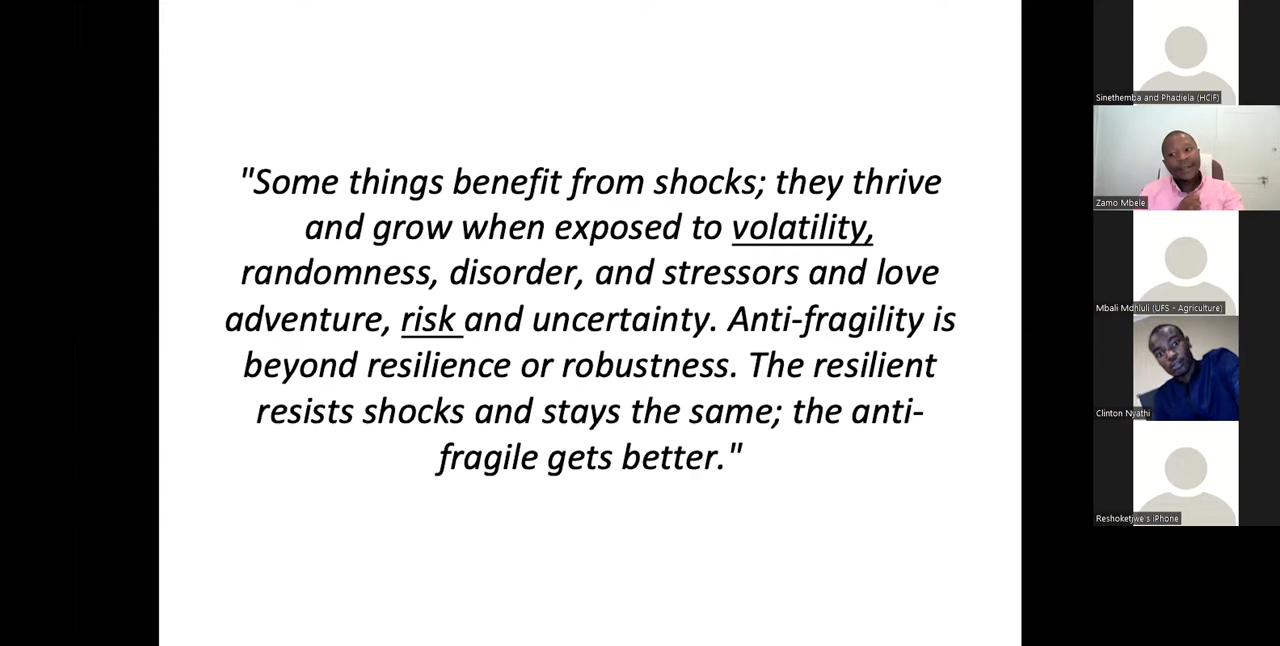 "Some things benefit from shocks; they thrive
and grow when exposed to volatility,
randomness, disorder, and stressors and love
adventure, risk and uncertainty. Anti-fragility is
beyond resilience or robustness. The resilient
resists shocks and stays the same; the anti-
fragile gets better."
Sinethemba and Phadiela (HCIF)
Zamo Mbele
Mbali Mdhluli (UFS - Agriculture)
Clinton Nyathi
Reshoketjwe's iPhone